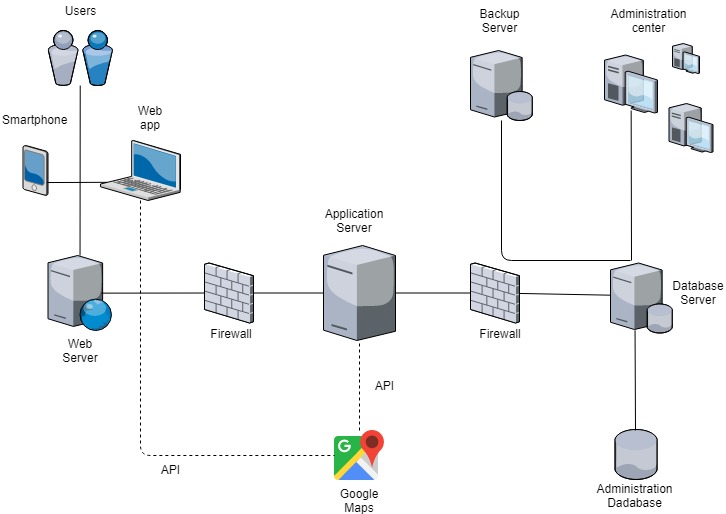 Users
Backup
Server
Administration
center
Smartphone
Web
app
Application
Server
Database
Server
Web
Server
Firewall
Firewall
API
G
API
Google
Maps
Administration
Dadabase